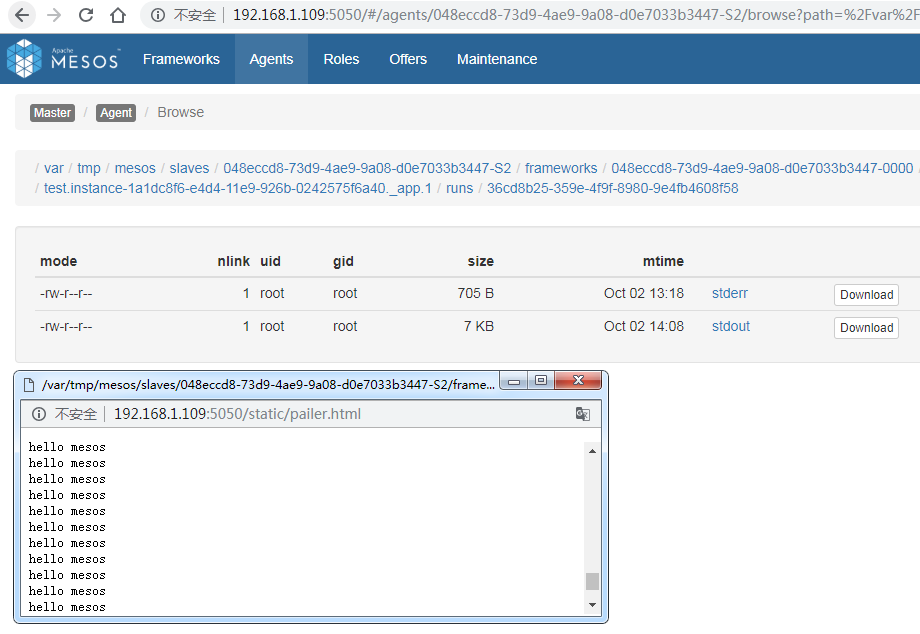 不安全 192.168.1.109:5050/#/agents/048eccd8-73d9-4ae9-9a08-d0e7033b3447-S2/browse?path=%2Fvar%2F
Apache MESOS™ Frameworks Agents Roles Offers Maintenance
Master / Agent / Browse
/ var / tmp / mesos / slaves / 048eccd8-73d9-4ae9-9a08-d0e7033b3447-S2 / frameworks / 048eccd8-73d9-4ae9-9a08-d0e7033b3447-0000 /
/ test.instance-1a1dc8f6-e4d4-11e9-926b-0242575f6a40._app.1 / runs / 36cd8b25-359e-4f9f-8980-9e4fb4608f58
mode nlink uid gid size mtime
-rw-r--r-- 1 root root 705 B Oct 02 13:18 stderr Download
-rw-r--r-- 1 root root 7 KB Oct 02 14:08 stdout Download
/var/tmp/mesos/slaves/048eccd8-73d9-4ae9-9a08-d0e7033b3447-S2/frame...
不安全 192.168.1.109:5050/static/pailer.html
hello mesos
hello mesos
hello mesos
hello mesos
hello mesos
hello mesos
hello mesos
hello mesos
hello mesos
hello mesos
hello mesos